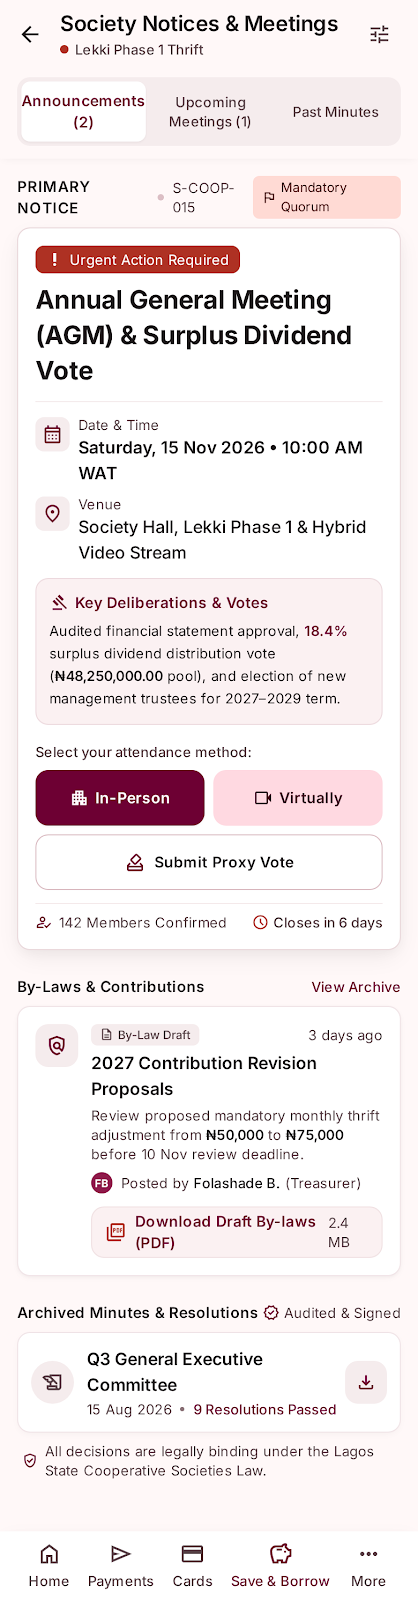 Society Notices & Meetings
Lekki Phase 1 Thrift
Announcements
(2)
Upcoming
Meetings (1)
Past Minutes
PRIMARY
NOTICE
S-COOP-
015
Mandatory
Quorum
Urgent Action Required
Annual General Meeting
(AGM) & Surplus Dividend
Vote
Date & Time
Saturday, 15 Nov 2026 • 10:00 AM
WAT
Venue
Society Hall, Lekki Phase 1 & Hybrid
Video Stream
Key Deliberations & Votes
Audited financial statement approval, 18.4%
surplus dividend distribution vote
(₦48,250,000.00 pool), and election of new
management trustees for 2027–2029 term.
Select your attendance method:
In-Person
Virtually
Submit Proxy Vote
142 Members Confirmed
Closes in 6 days
By-Laws & Contributions
View Archive
By-Law Draft
3 days ago
2027 Contribution Revision
Proposals
Review proposed mandatory monthly thrift
adjustment from ₦50,000 to ₦75,000
before 10 Nov review deadline.
FB
Posted by Folashade B. (Treasurer)
PDF
Download Draft By-laws
(PDF)
2.4
MB
Archived Minutes & Resolutions
Audited & Signed
Q3 General Executive
Committee
15 Aug 2026 • 9 Resolutions Passed
All decisions are legally binding under the Lagos
State Cooperative Societies Law.
Home
Payments
Cards
Save & Borrow
More